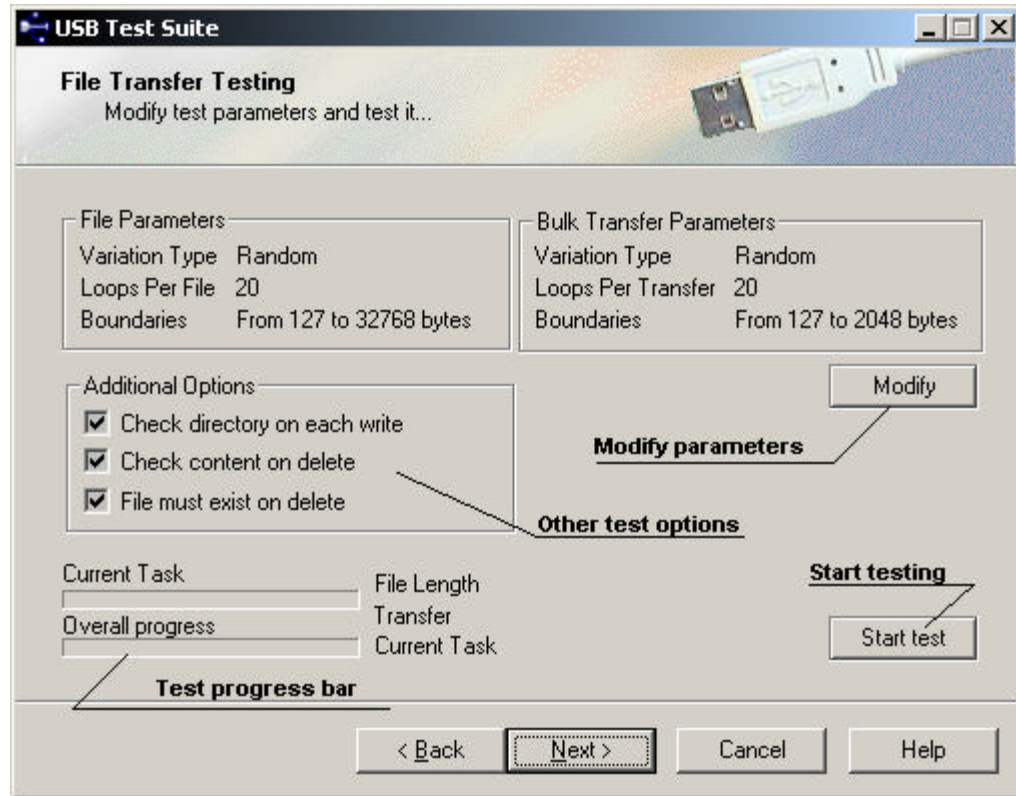 USB Test Suite
File Transfer Testing
Modify test parameters and test it...
File Parameters
Variation Type Random
Loops Per File 20
Boundaries From 127 to 32768 bytes
Bulk Transfer Parameters
Variation Type Random
Loops Per Transfer 20
Boundaries From 127 to 2048 bytes
Additional Options
Check directory on each write
Check content on delete
File must exist on delete
Modify
Modify parameters
Other test options
Current Task
Overall progress
File Length
Transfer
Current Task
Start testing
Start test
Test progress bar
< Back Next > Cancel Help